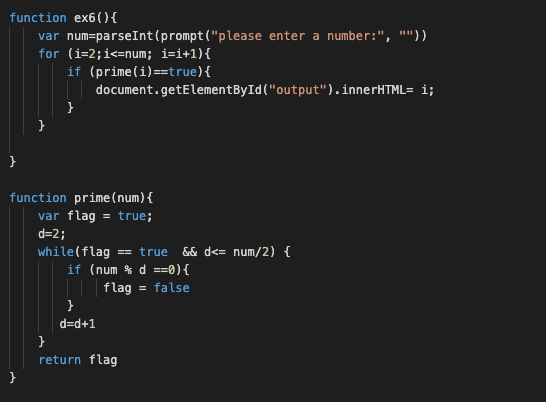 function ex6(){
    var num=parseInt(prompt("please enter a number:", ""))
    for (i=2;i<=num; i=i+1){
        if (prime(i)==true){
            document.getElementById("output").innerHTML= i;
        }
    }

}

function prime(num){
    var flag = true;
    d=2;
    while(flag == true  && d<= num/2) {
        if (num % d ==0){
             flag = false
        }
       d=d+1
    }
    return flag
}